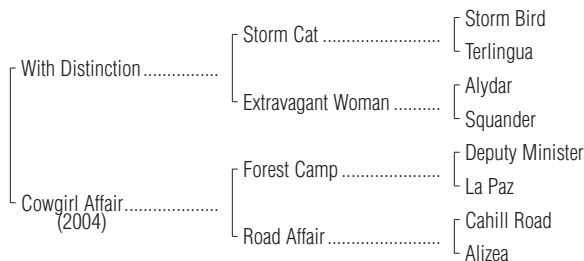 Storm Bird
Storm Cat ..........................
Terlingua
With Distinction ................
Alydar
Extravagant Woman ..........
Squander
Deputy Minister
Forest Camp ......................
La Paz
Cowgirl Affair ....................
(2004)
Cahill Road
Road Affair .........................
Alizea